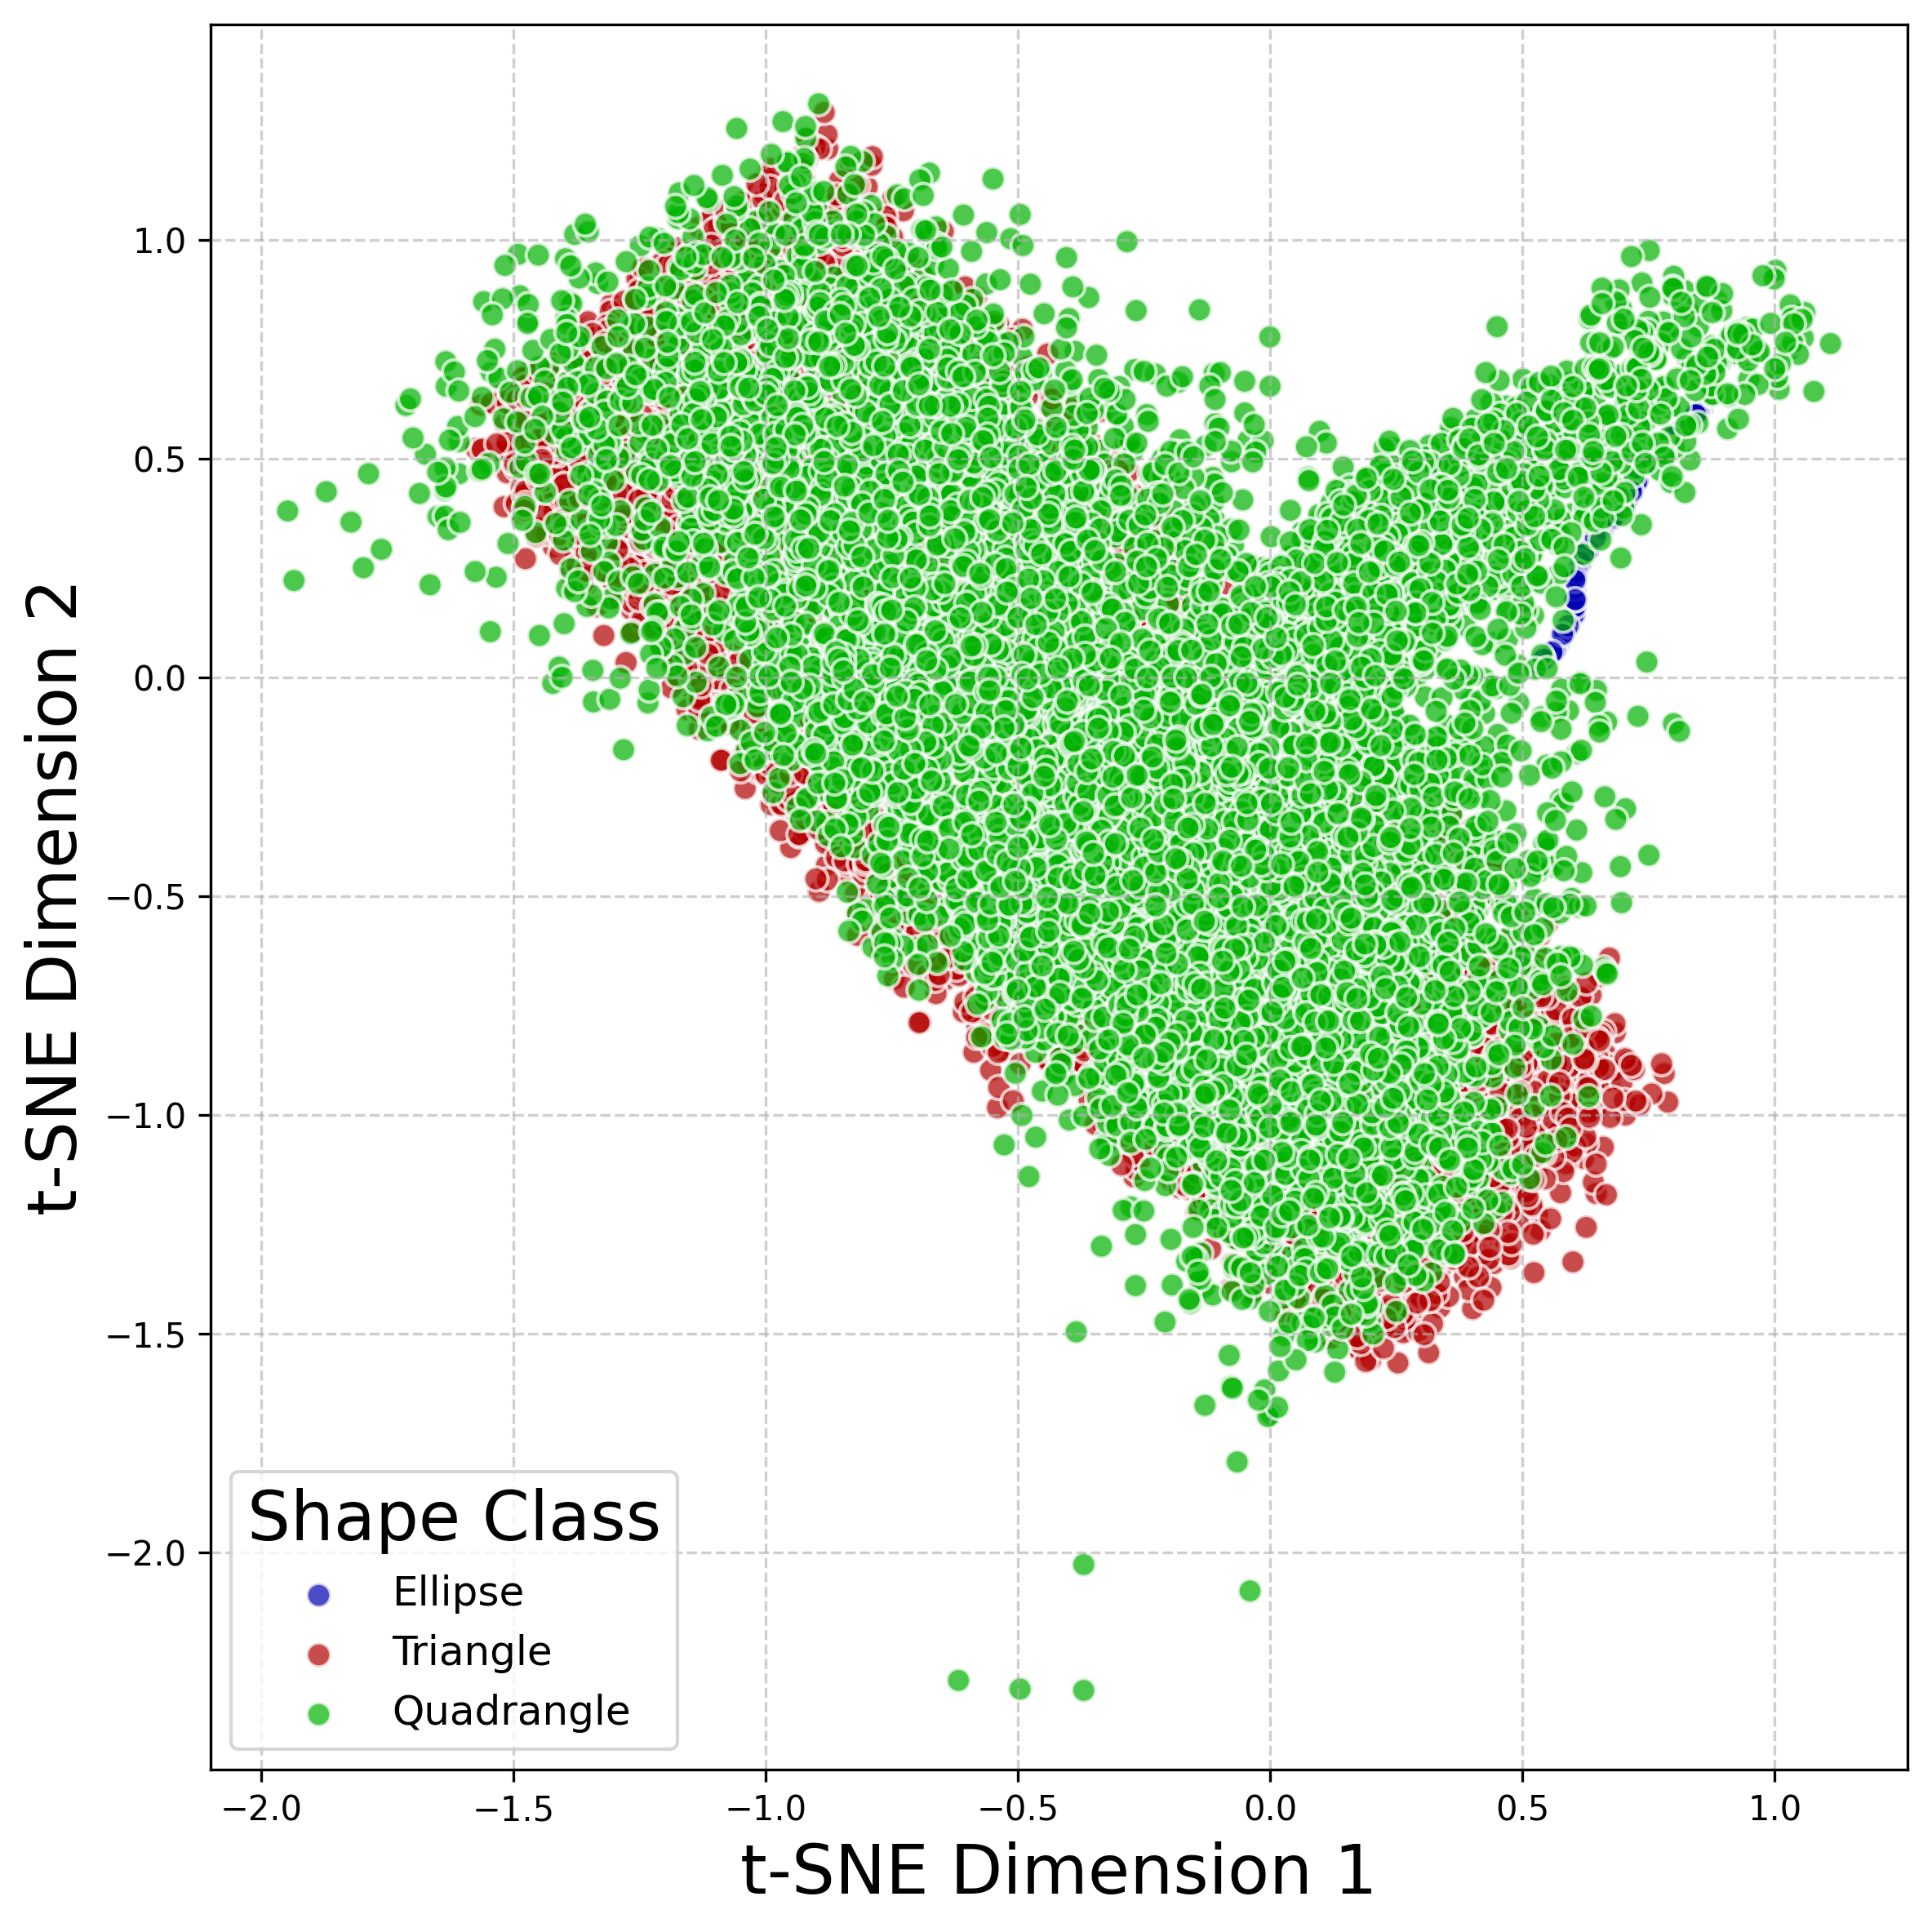 t-SNE Dimension 2
1.0
0.5
0.0
−0.5
−1.0
−1.5
−2.0
Shape Class
Ellipse
Triangle
Quadrangle
−2.0 −1.5 −1.0 −0.5 0.0 0.5 1.0
t-SNE Dimension 1